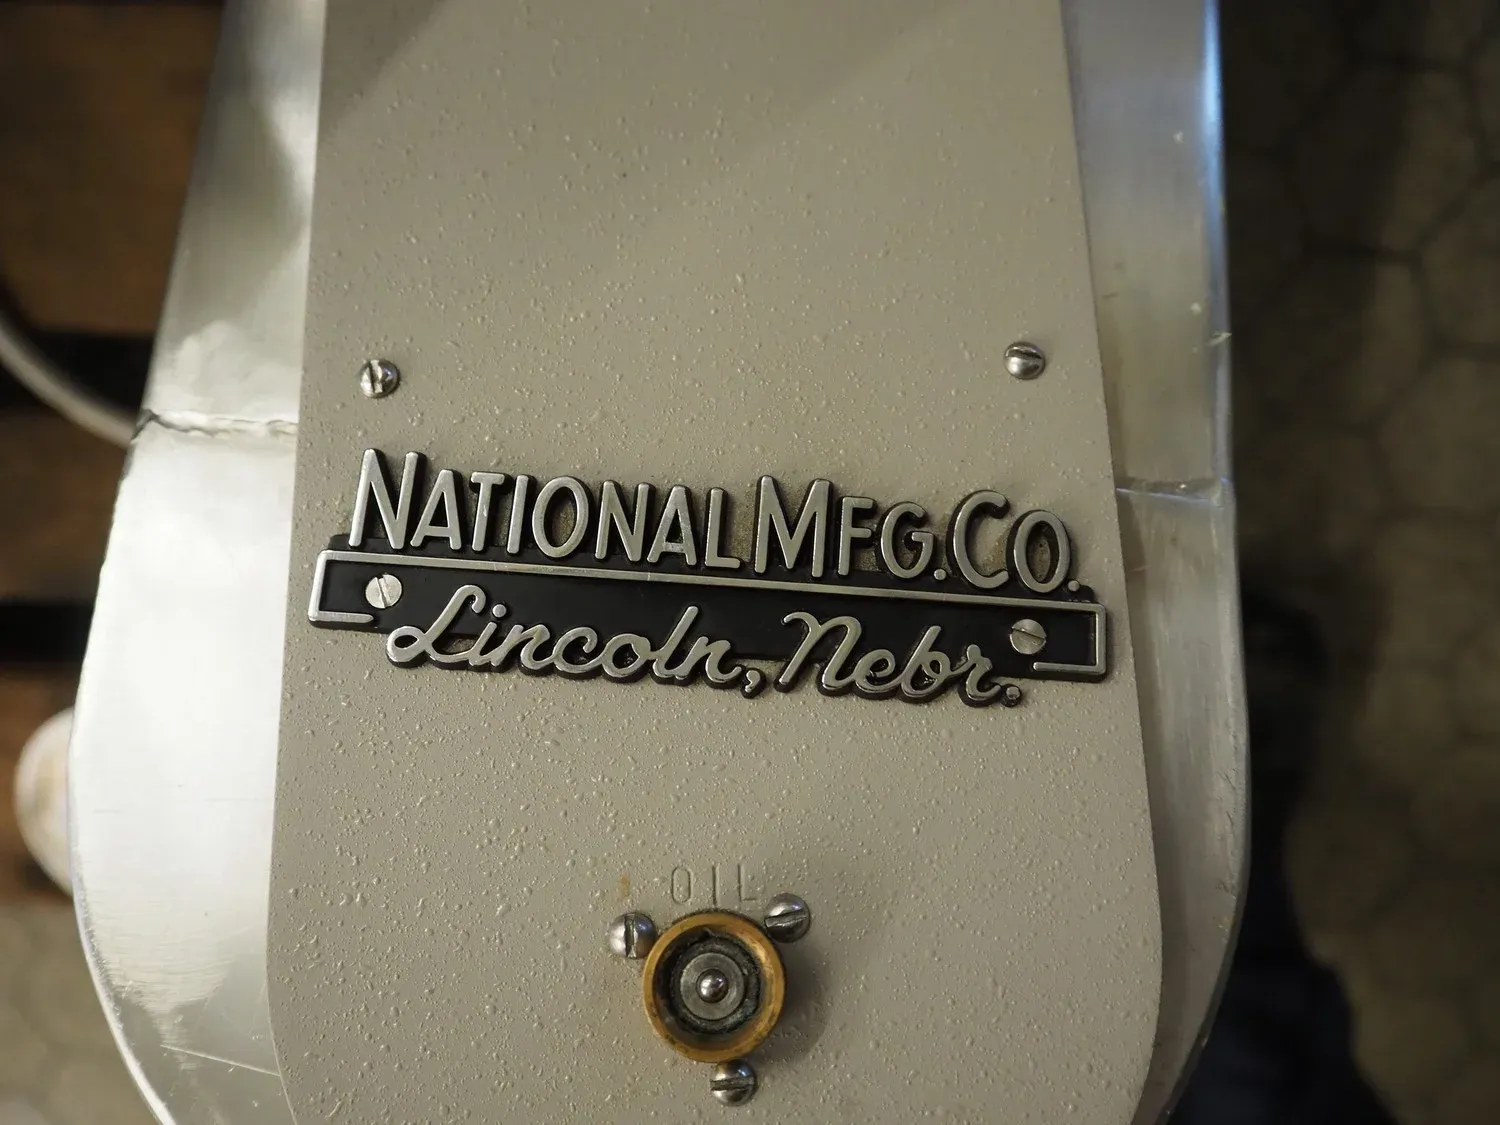 NATIONAL MFG. CO.
Lincoln, Nebr.
OIL